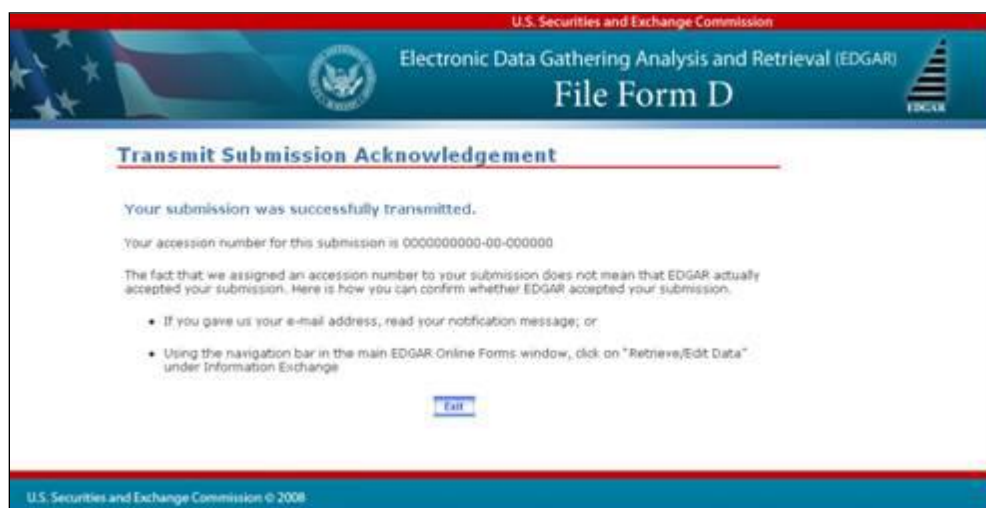 U.S. Securities and Exchange Commission
Electronic Data Gathering Analysis and Retrieval (EDGAR)
File Form D
EDGAR
Transmit Submission Acknowledgement
Your submission was successfully transmitted.
Your accession number for this submission is 0000000000-00-000000
The fact that we assigned an accession number to your submission does not mean that EDGAR actually
accepted your submission. Here is how you can confirm whether EDGAR accepted your submission.
• If you gave us your e-mail address, read your notification message; or
• Using the navigation bar in the main EDGAR Online Forms window, click on "Retrieve/Edit Data"
under Information Exchange
Exit
U.S. Securities and Exchange Commission © 2008